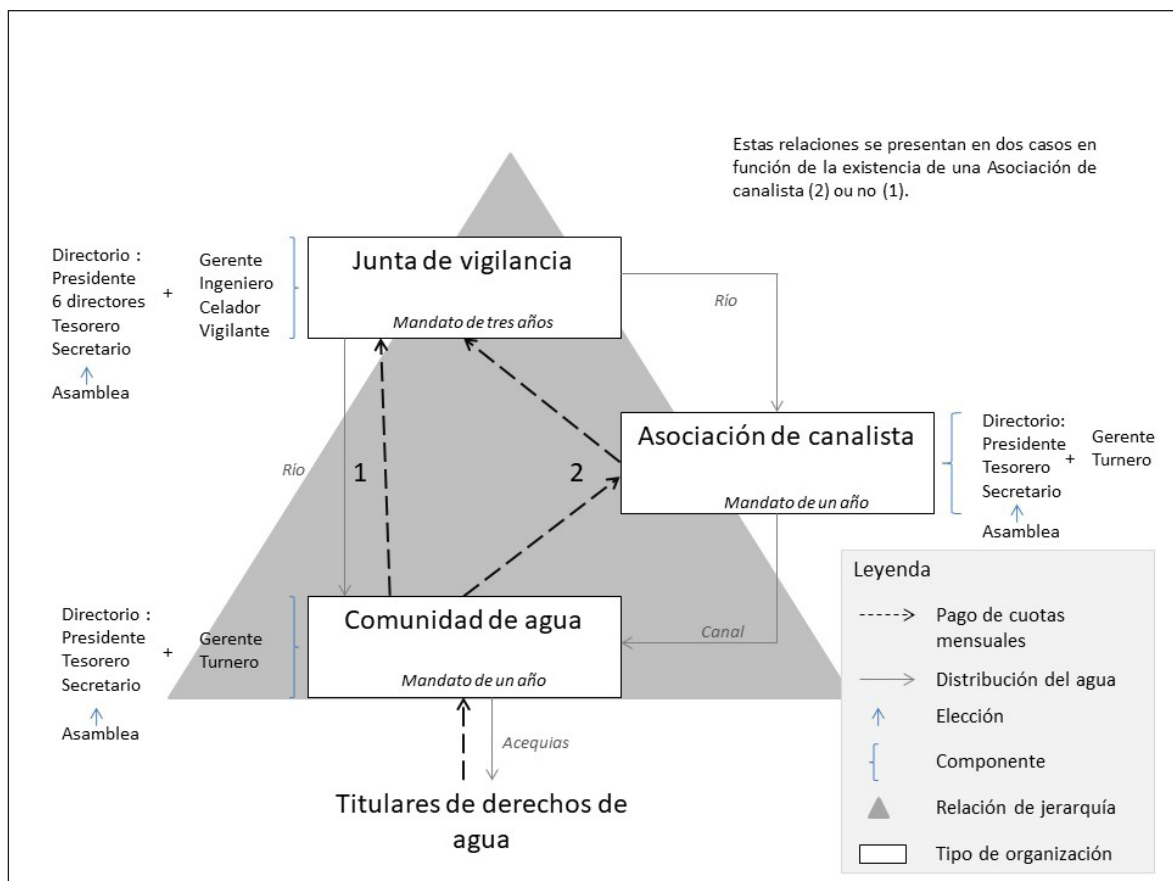 Estas relaciones se presentan en dos casos en
función de la existencia de una Asociación de
canalista (2) ou no (1).
Directorio :
Presidente
6 directores
Tesorero
Secretario
Asamblea
+
Gerente
Ingeniero
Celador
Vigilante
Junta de vigilancia
Mandato de tres años
Río
Asociación de canalista
Mandato de un año
Directorio:
Presidente
Tesorero
Secretario
Asamblea
+
Gerente
Turnero
Río
1
2
Directorio :
Presidente
Tesorero
Secretario
Asamblea
+
Gerente
Turnero
Comunidad de agua
Mandato de un año
Canal
Acequias
Titulares de derechos de
agua
Leyenda
Pago de cuotas
mensuales
Distribución del agua
Elección
Componente
Relación de jerarquía
Tipo de organización